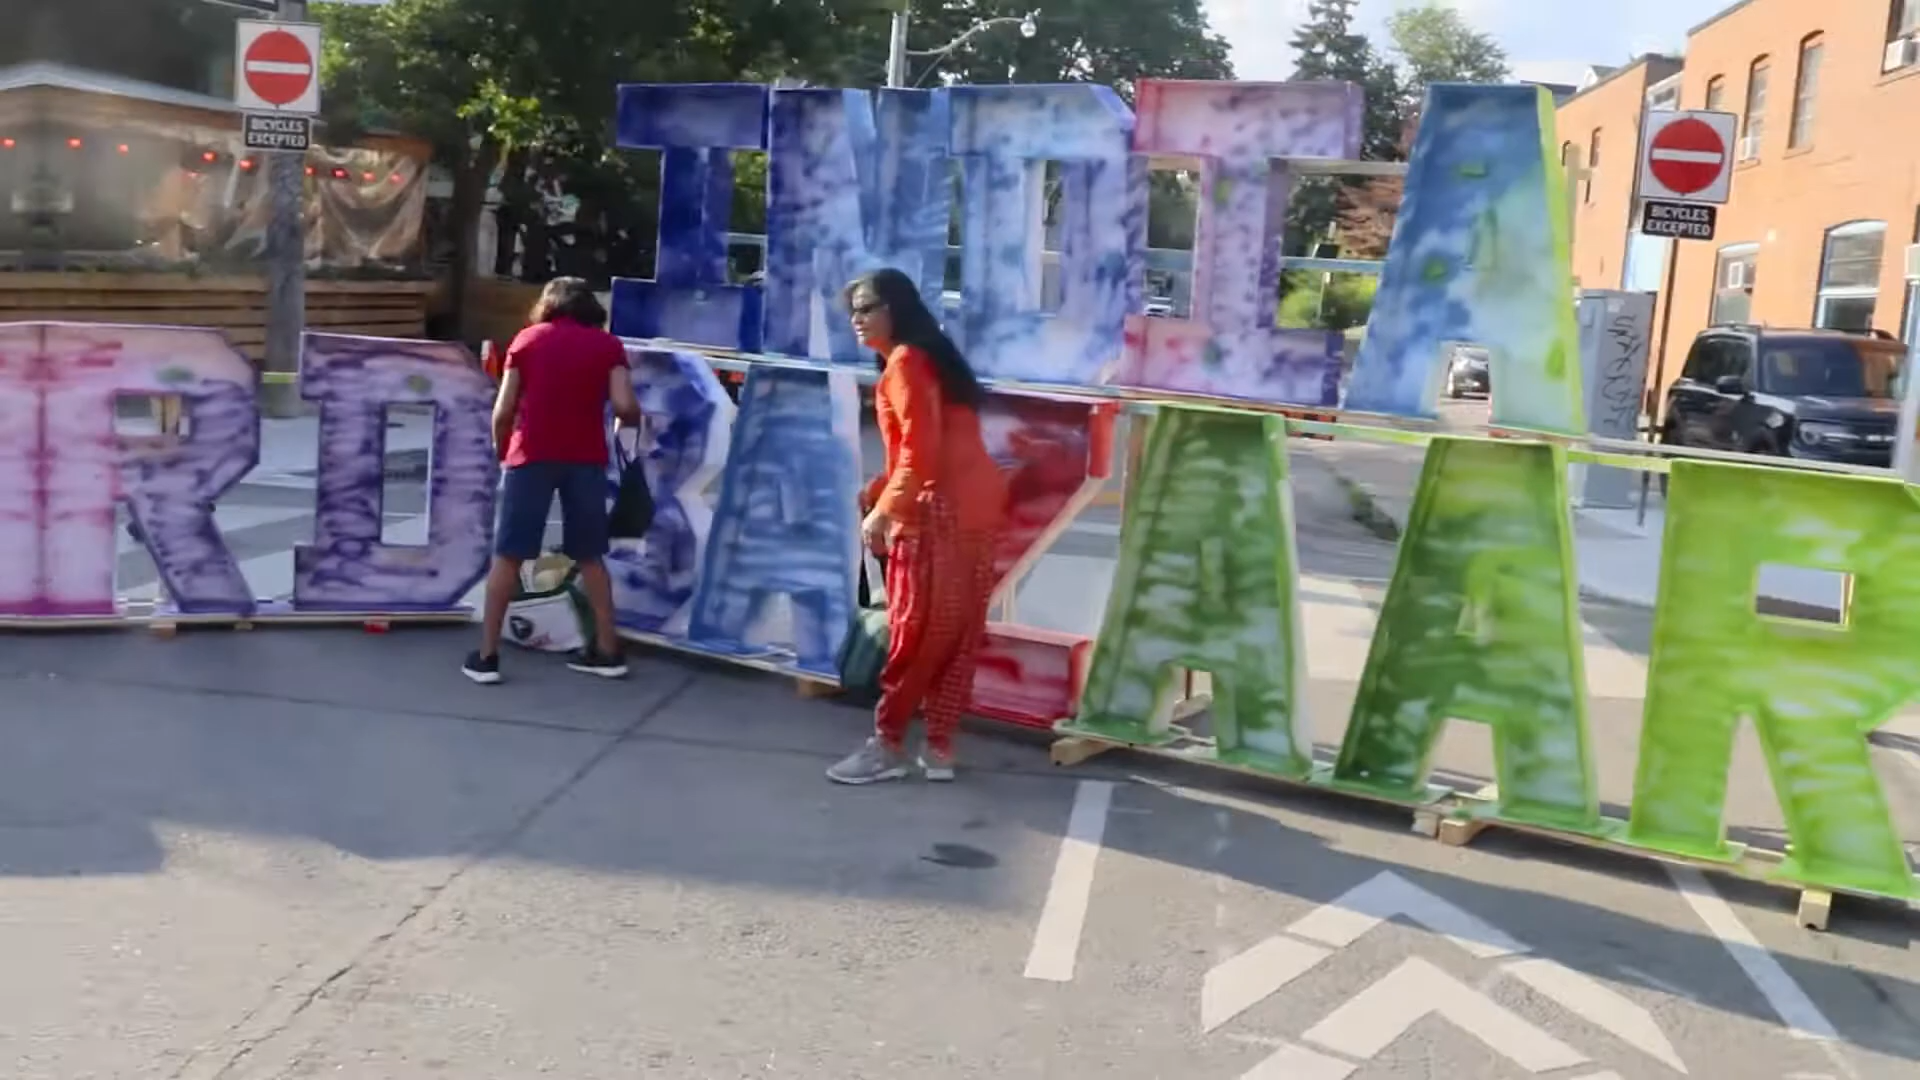 BICYCLES
EXCEPTED
INDIA
BICYCLES
EXCEPTED
RD BAZAAR